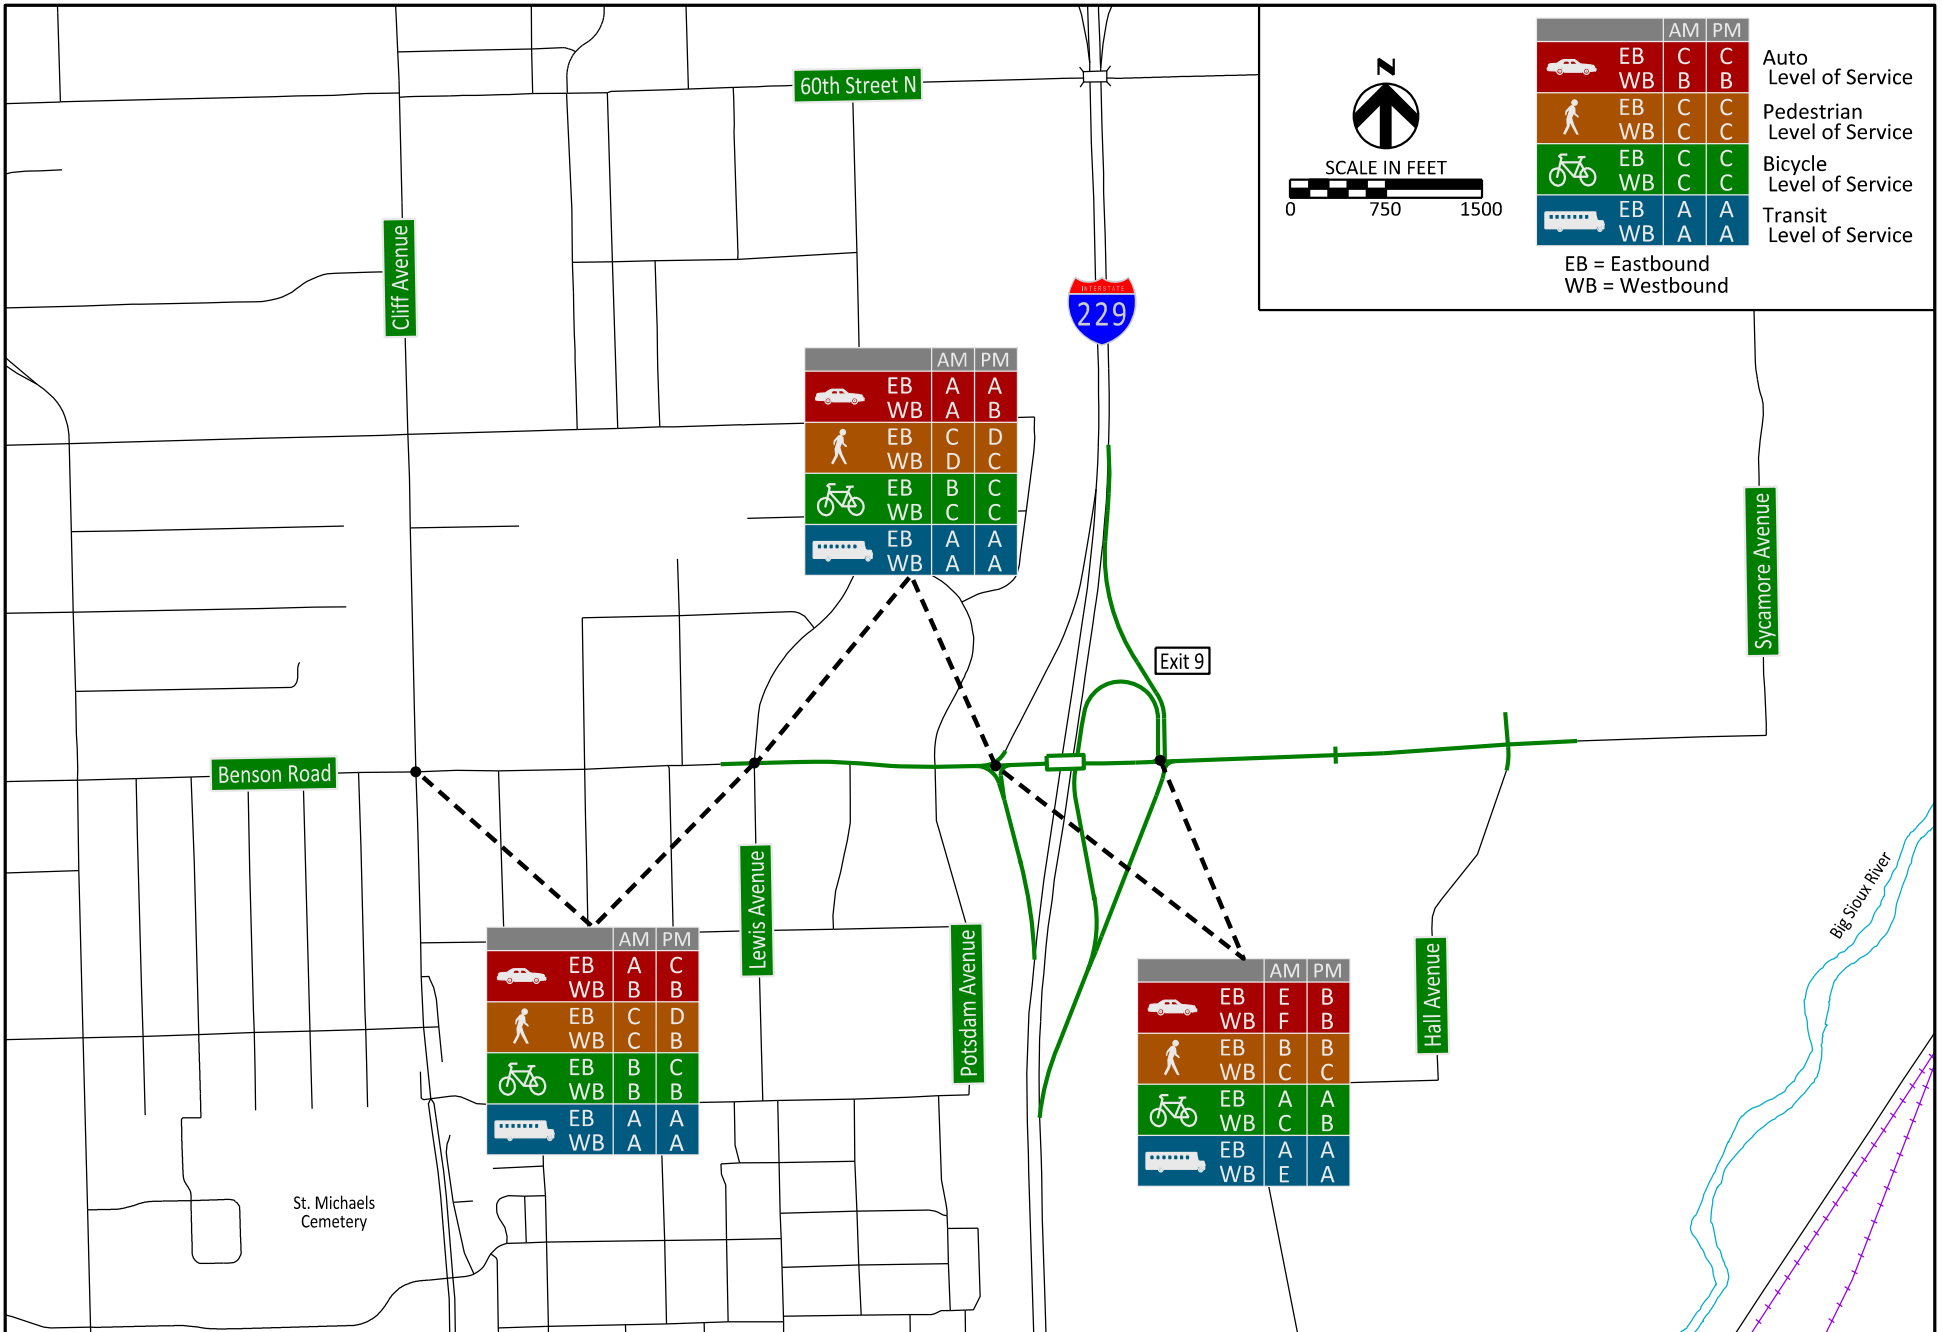 60th Street N
N
SCALE IN FEET
0 750 1500
AM PM
EB C C
WB B B
Auto
Level of Service
EB C C
WB C C
Pedestrian
Level of Service
EB C C
WB C C
Bicycle
Level of Service
EB A A
WB A A
Transit
Level of Service
EB = Eastbound
WB = Westbound
Cliff Avenue
INTERSTATE
229
AM PM
EB A A
WB A B
EB C D
WB D C
EB B C
WB C C
EB A A
WB A A
Sycamore Avenue
Exit 9
Benson Road
Lewis Avenue
Potsdam Avenue
Hall Avenue
Big Sioux River
AM PM
EB A C
WB B B
EB C D
WB C B
EB B C
WB B B
EB A A
WB A A
AM PM
EB E B
WB F B
EB B B
WB C C
EB A A
WB C B
EB A A
WB E A
St. Michaels
Cemetery